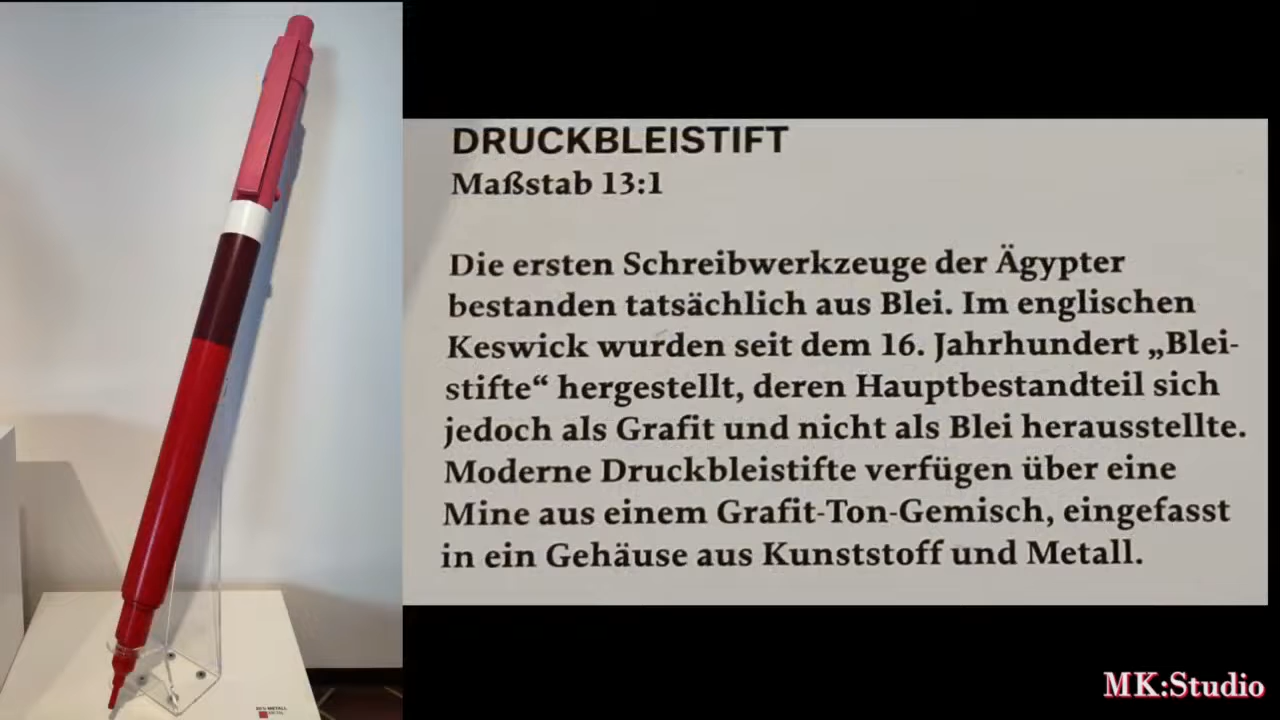 DRUCKBLEISTIFT
Maßstab 13:1
Die ersten Schreibwerkzeuge der Ägypter
bestanden tatsächlich aus Blei. Im englischen
Keswick wurden seit dem 16. Jahrhundert „Blei-
stifte“ hergestellt, deren Hauptbestandteil sich
jedoch als Grafit und nicht als Blei herausstellte.
Moderne Druckbleistifte verfügen über eine
Mine aus einem Grafit-Ton-Gemisch, eingefasst
in ein Gehäuse aus Kunststoff und Metall.
METALL
MK:Studio